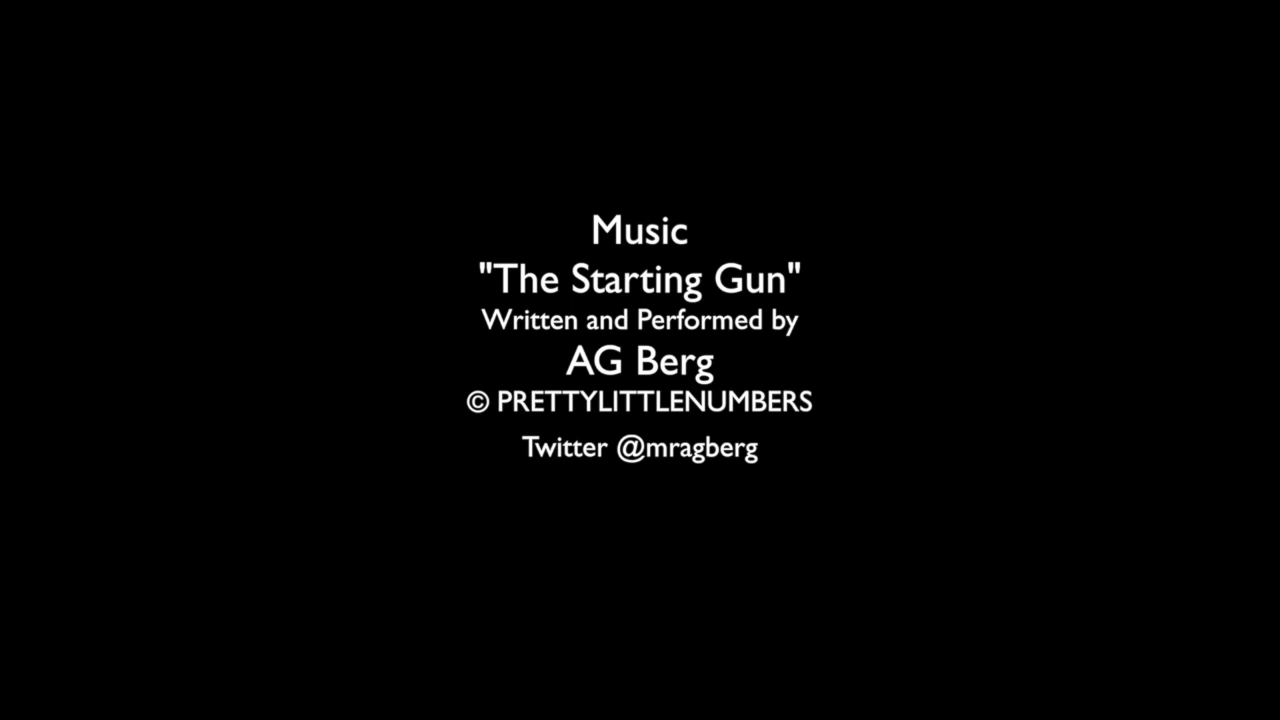 Music
"The Starting Gun"
Written and Performed by
AG Berg
© PRETTYLITTLENUMBERS
Twitter @mragberg